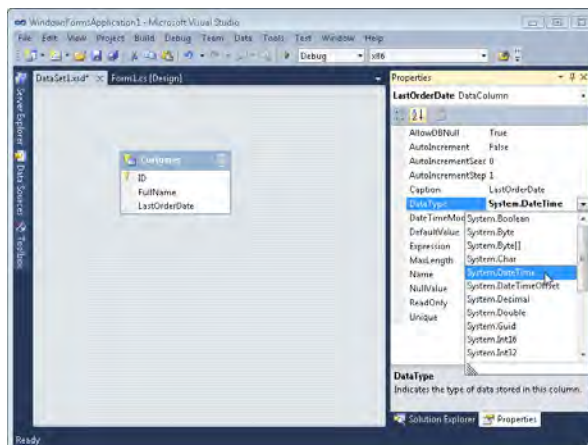 WindowsFormsApplication1 - Microsoft Visual Studio
File Edit View Project Build Debug Team Data Tools Test Window Help
Debug x86
DataSet1.xsd* Form1.cs [Design]
Server Explorer
Data Sources
Toolbox
Customer
ID
FullName
LastOrderDate
Properties
LastOrderDate DataColumn
AllowDBNull True
AutoIncrement False
AutoIncrementSeed 0
AutoIncrementStep 1
Caption LastOrderDate
DataType System.DateTime
DateTimeMod
DefaultValue
Expression
MaxLength
Name
NullValue
ReadOnly
Unique
System.Boolean
System.Byte
System.Byte[]
System.Char
System.DateTime
System.DateTimeOffset
System.Decimal
System.Double
System.Guid
System.Int16
System.Int32
DataType
Indicates the type of data stored in this column.
Solution Explorer Properties
Ready